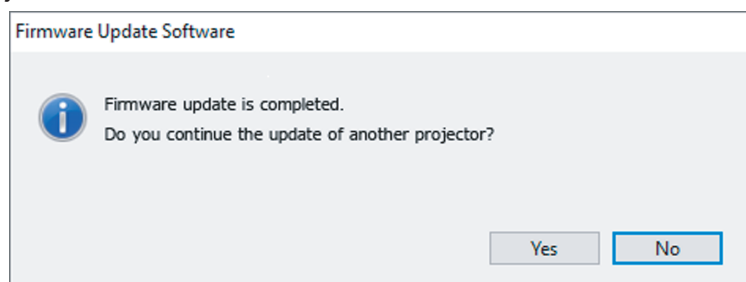 Firmware Update Software
Firmware update is completed.
Do you continue the update of another projector?
Yes
No